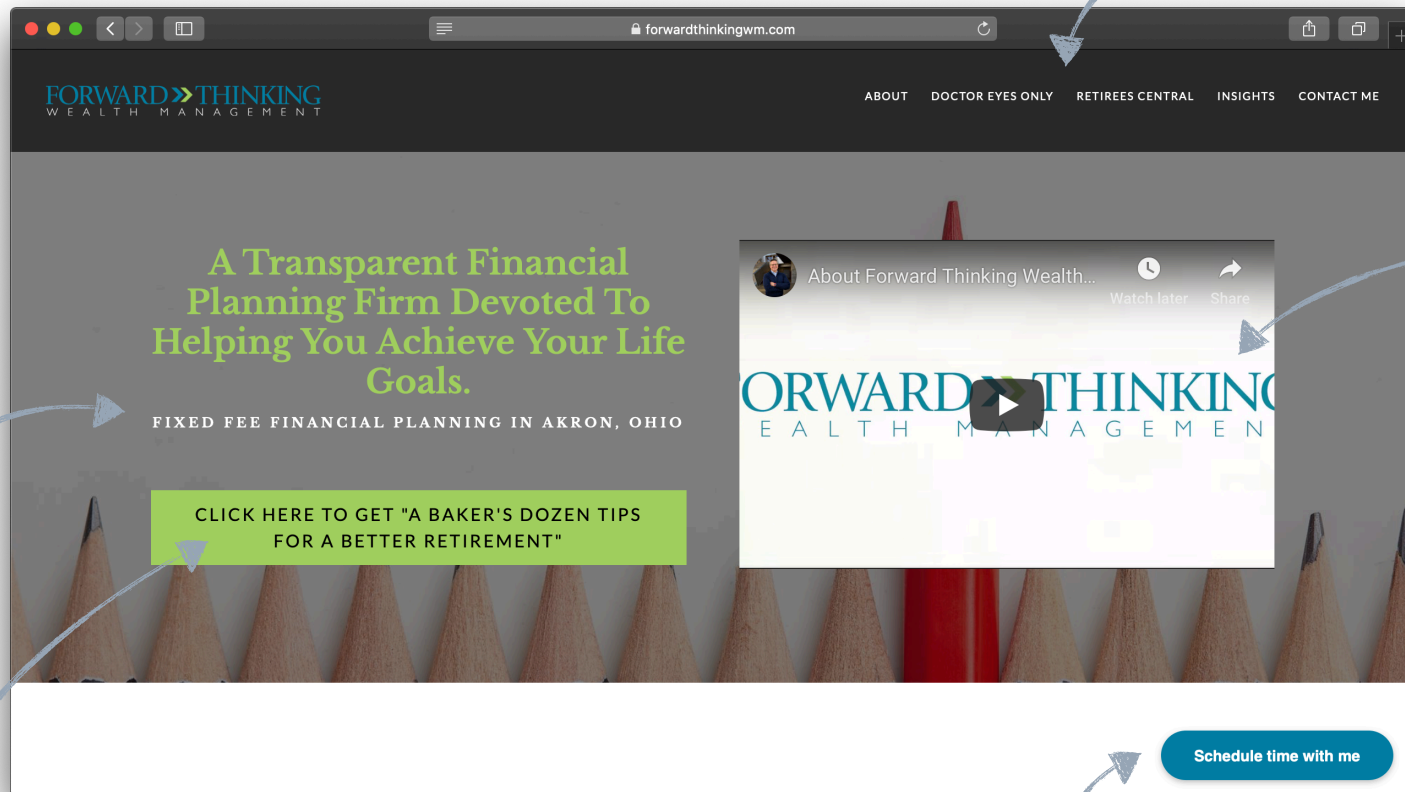 forwardthinkingwm.com
FORWARD THINKING
WEALTH MANAGEMENT
ABOUT DOCTOR EYES ONLY RETIREES CENTRAL INSIGHTS CONTACT ME
A Transparent Financial
Planning Firm Devoted To
Helping You Achieve Your Life
Goals.
FIXED FEE FINANCIAL PLANNING IN AKRON, OHIO
CLICK HERE TO GET "A BAKER'S DOZEN TIPS
FOR A BETTER RETIREMENT"
About Forward Thinking Wealth...
Watch later Share
FORWARD THINKING
EALTH MANAGEMEN
Schedule time with me